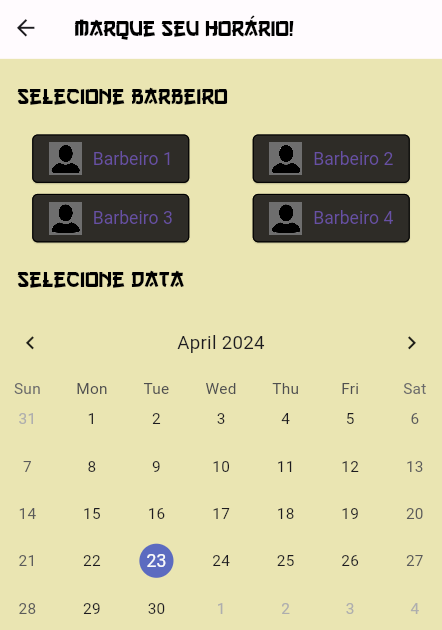 MARQUE SEU HORÁRIO!
SELECIONE BARBEIRO
Barbeiro 1 Barbeiro 2
Barbeiro 3 Barbeiro 4
SELECIONE DATA
April 2024
Sun Mon Tue Wed Thu Fri Sat
31 1 2 3 4 5 6
7 8 9 10 11 12 13
14 15 16 17 18 19 20
21 22 23 24 25 26 27
28 29 30 1 2 3 4